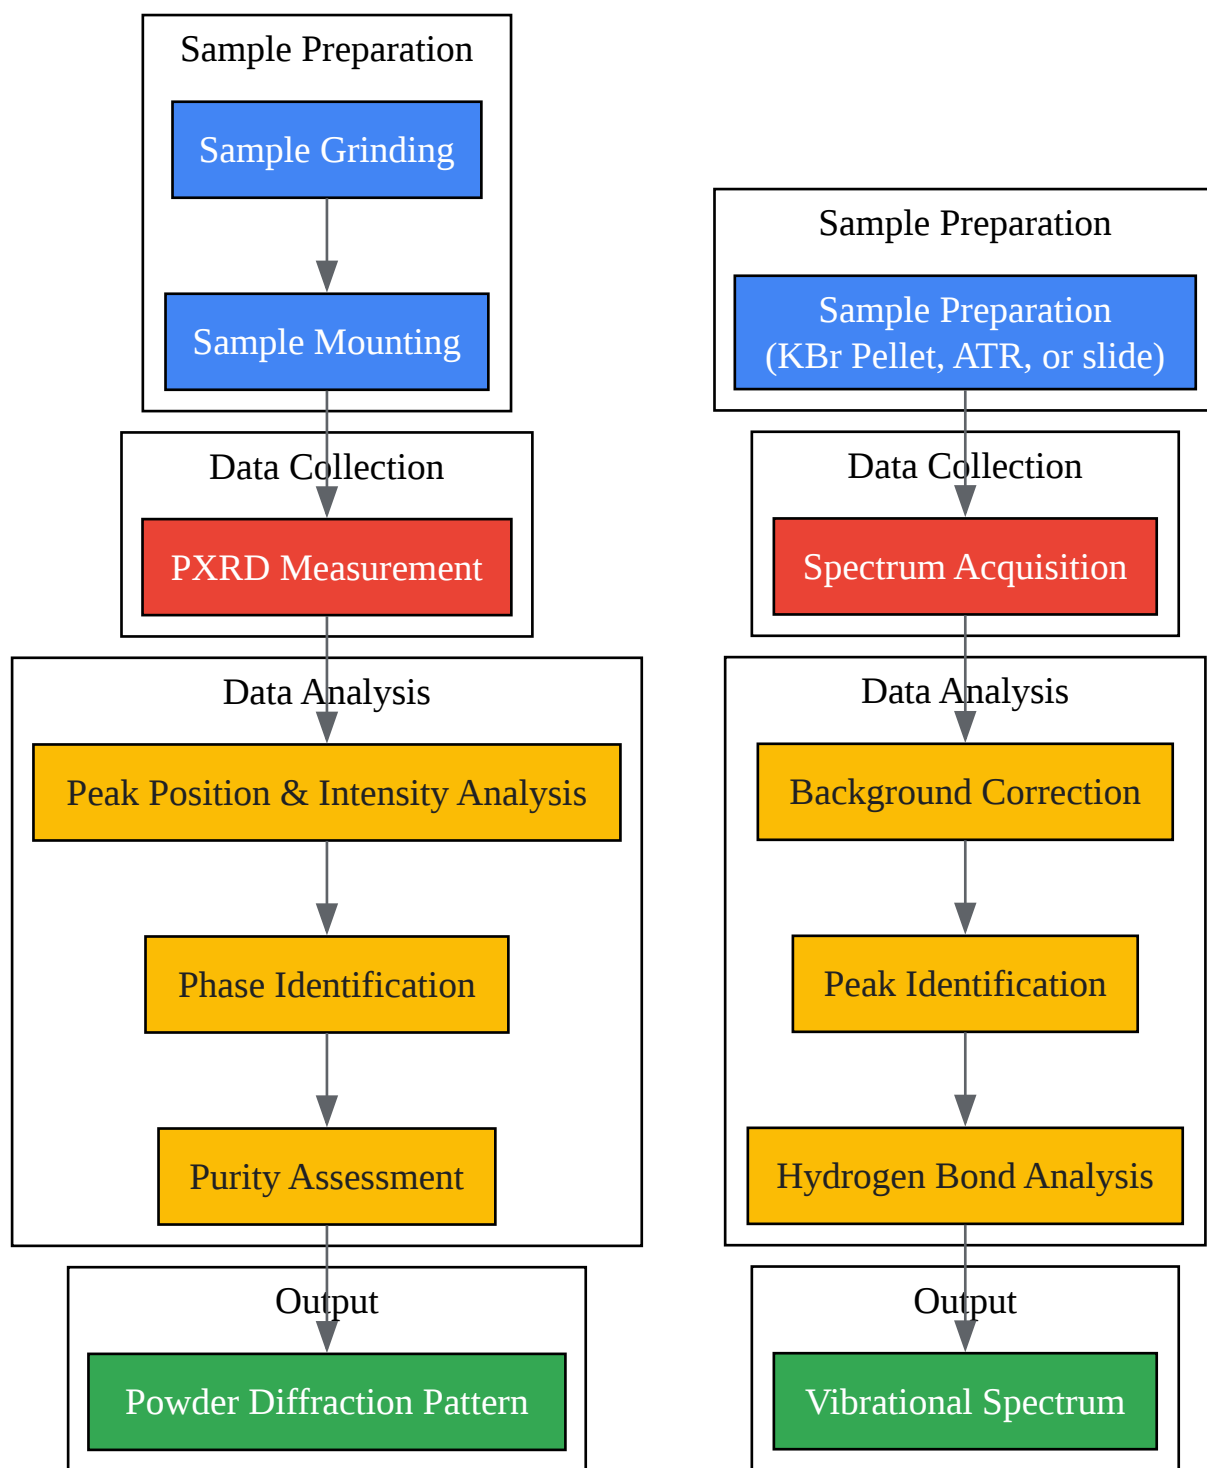 Sample Preparation
Sample Grinding
Sample Mounting
Data Collection
PXRD Measurement
Data Analysis
Peak Position & Intensity Analysis
Phase Identification
Purity Assessment
Output
Powder Diffraction Pattern
Sample Preparation
Sample Preparation
(KBr Pellet, ATR, or slide)
Data Collection
Spectrum Acquisition
Data Analysis
Background Correction
Peak Identification
Hydrogen Bond Analysis
Output
Vibrational Spectrum